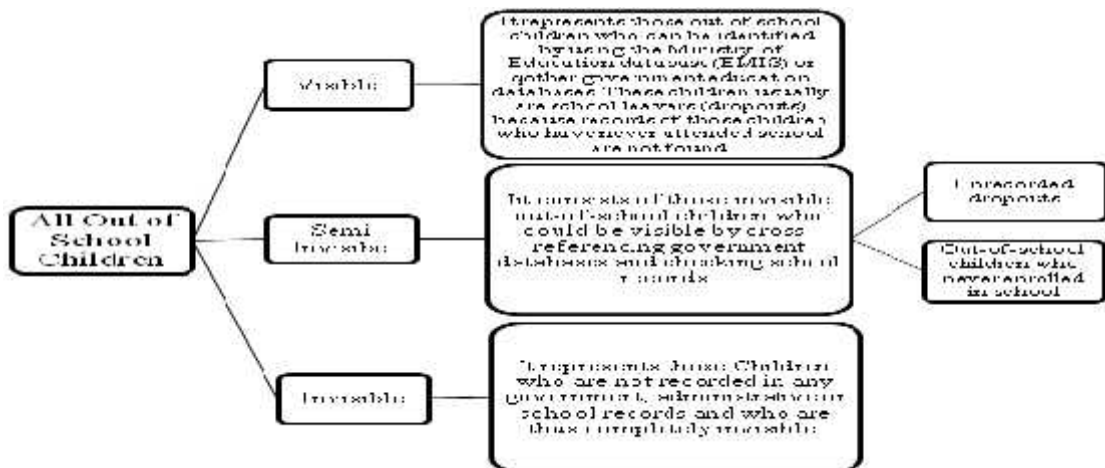 It represents those out of school
children who can be identified
by using the Ministry of
Education database (EMIS) or
qother government education
databases. These children usually
are school leavers (dropouts)
because records of those children
who have never attended school
are not found
Visible
All Out of
School
Children
Semi
Invisible
It consists of those invisible
out-of-school children who
could be visible by cross
referencing government
databases and checking school
records
Unrecorded
dropouts
Out-of-school
children who
never enrolled
in school
Invisible
It represents those Children
who are not recorded in any
government, administrative or
school records and who are
thus completely invisible